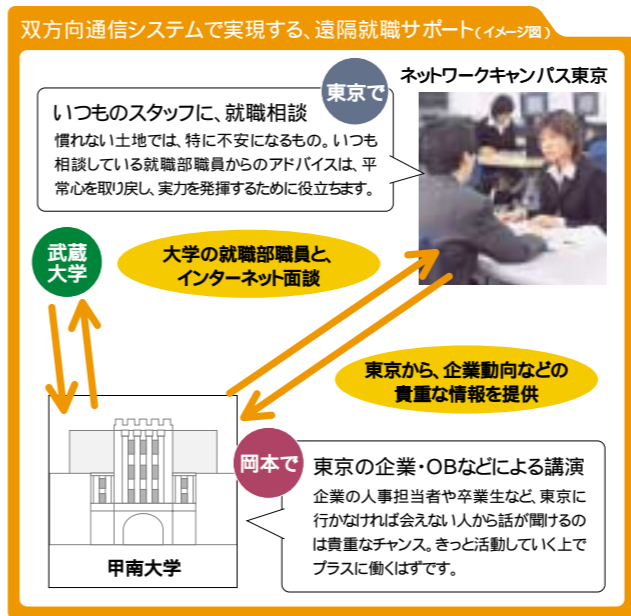 双方向通信システムで実現する、遠隔就職サポート(イメージ図)
ネットワークキャンパス東京
東京で
いつものスタッフに、就職相談
慣れない土地では、特に不安になるもの。いつも
相談している就職部職員からのアドバイスは、平
常心を取り戻し、実力を発揮するために役立ちます。
武蔵
大学
大学の就職部職員と、
インターネット面談
東京から、企業動向などの
貴重な情報を提供
岡本で
東京の企業・OBなどによる講演
企業の人事担当者や卒業生など、東京に
行かなければ会えない人から話が聞けるの
は貴重なチャンス。きっと活動していく上で
プラスに働くはずです。
甲南大学